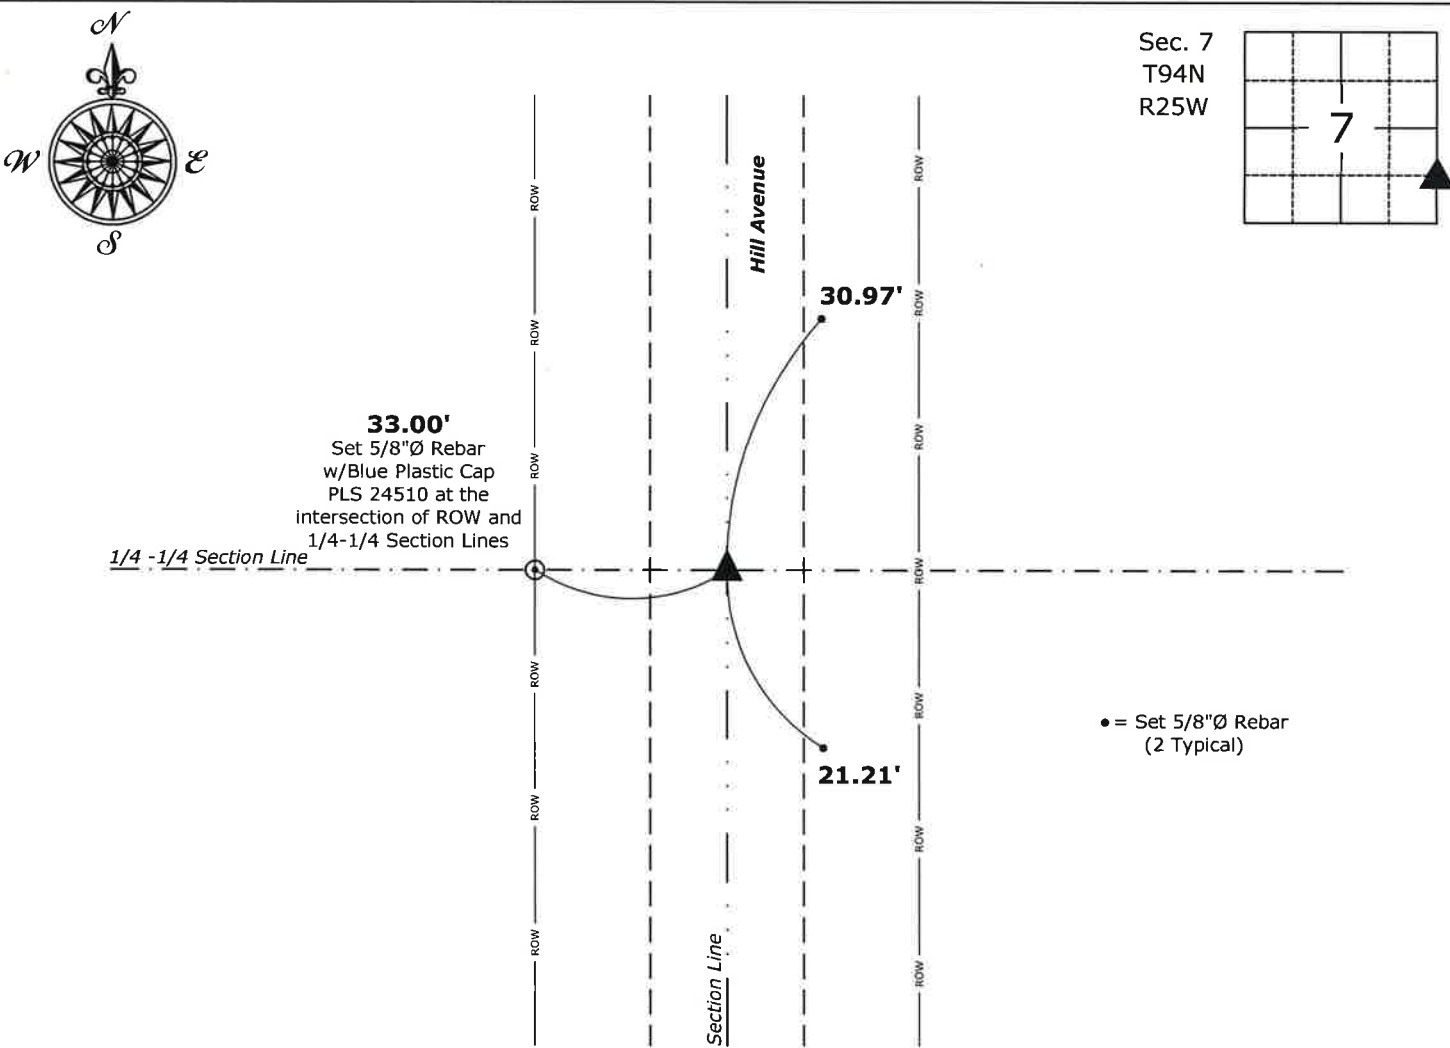 N
W
E
S
Sec. 7
T94N
R25W
7
Hill Avenue
ROW
ROW
ROW
ROW
ROW
ROW
30.97'
33.00'
Set 5/8"Ø Rebar
w/Blue Plastic Cap
PLS 24510 at the
intersection of ROW and
1/4-1/4 Section Lines
1/4 -1/4 Section Line
ROW
ROW
ROW
ROW
ROW
ROW
ROW
21.21'
• = Set 5/8"Ø Rebar
(2 Typical)
Section Line